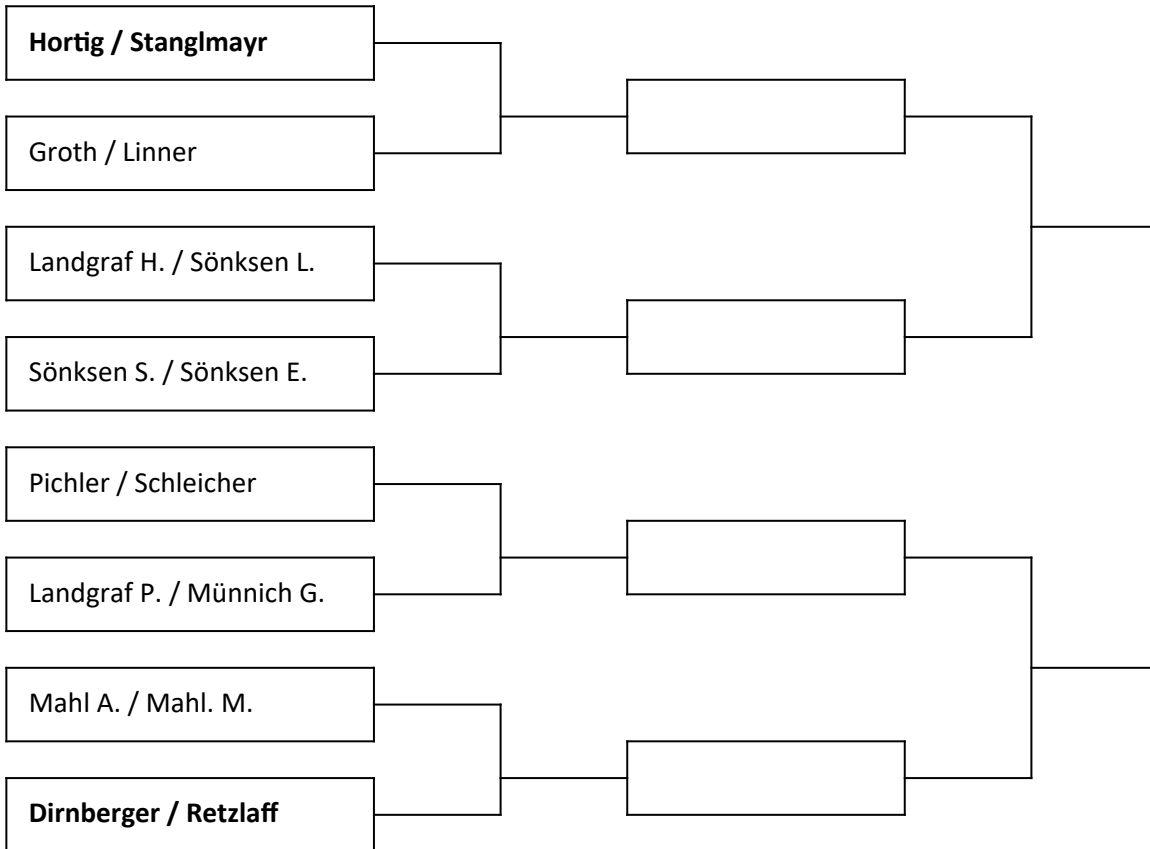 Hortig / Stanglmayr
Groth / Linner
Landgraf H. / Sönksen L.
Sönksen S. / Sönksen E.
Pichler / Schleicher
Landgraf P. / Münnich G.
Mahl A. / Mahl. M.
Dirnberger / Retzlaff